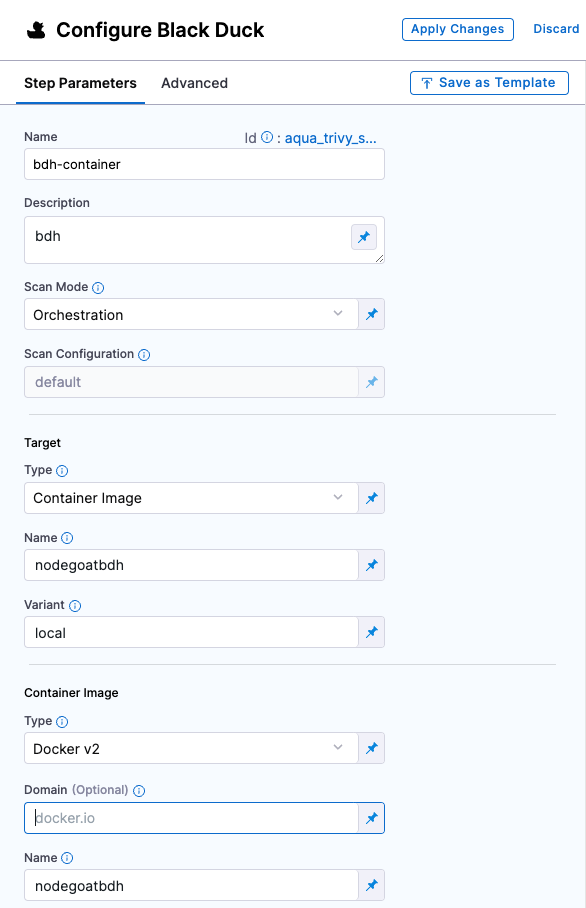 Configure Black Duck
Apply Changes
Discard
Step Parameters
Advanced
Save as Template
Name
Id : aqua_trivy_s...
bdh-container
Description
bdh
Scan Mode
Orchestration
Scan Configuration
default
Target
Type
Container Image
Name
nodegoatbdh
Variant
local
Container Image
Type
Docker v2
Domain (Optional)
docker.io
Name
nodegoatbdh